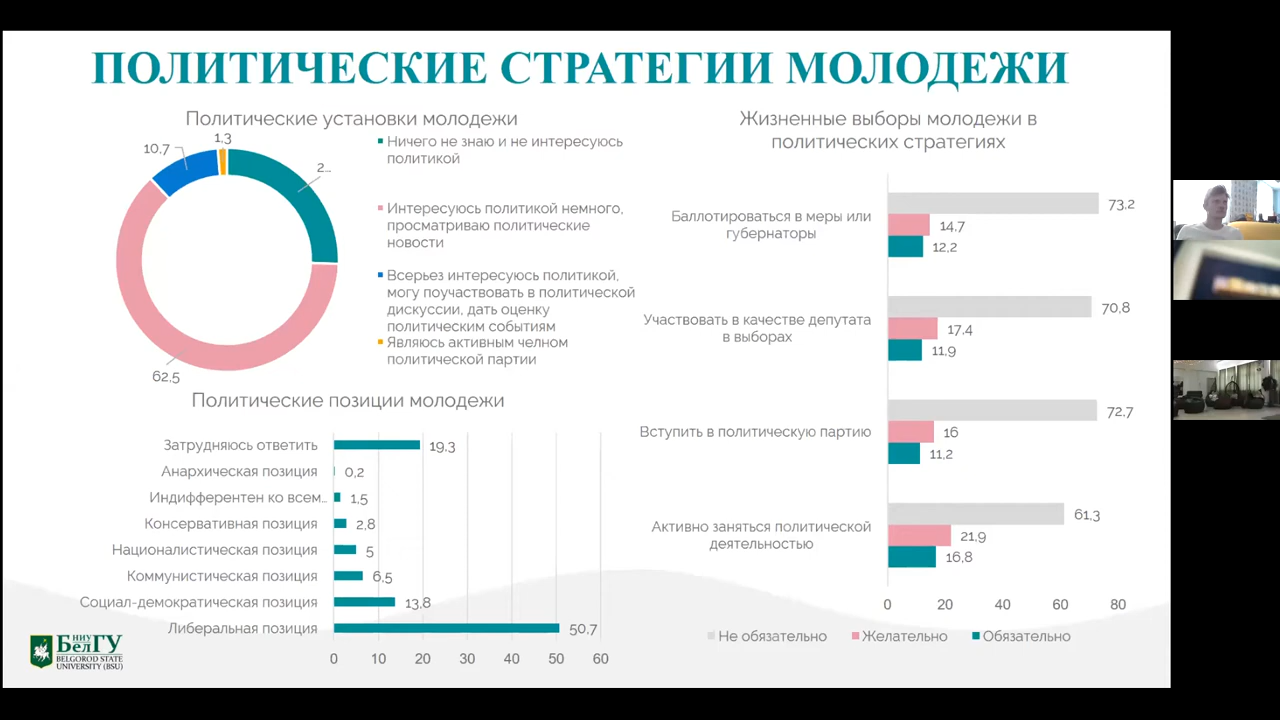 ПОЛИТИЧЕСКИЕ СТРАТЕГИИ МОЛОДЕЖИ
Политические установки молодежи
1,3
10,7
2...
62,5
Ничего не знаю и не интересуюсь
политикой
Интересуюсь политикой немного,
просматриваю политические
новости
Всерьез интересуюсь политикой,
могу поучаствовать в политической
дискуссии, дать оценку
политическим событиям
Являюсь активным челном
политической партии
Политические позиции молодежи
Затрудняюсь ответить 19,3
Анархическая позиция 0,2
Индифферентен ко всем... 1,5
Консервативная позиция 2,8
Националистическая позиция 5
Коммунистическая позиция 6,5
Социал-демократическая позиция 13,8
Либеральная позиция 50,7
0 10 20 30 40 50 60
Жизненные выборы молодежи в
политических стратегиях
Баллотироваться в меры или
губернаторы
73,2
14,7
12,2
Участвовать в качестве депутата
в выборах
70,8
17,4
11,9
Вступить в политическую партию
72,7
16
11,2
Активно заняться политической
деятельностью
61,3
21,9
16,8
0 20 40 60 80
Не обязательно Желательно Обязательно
НИУ
БелГУ
BELGOROD STATE
UNIVERSITY (BSU)